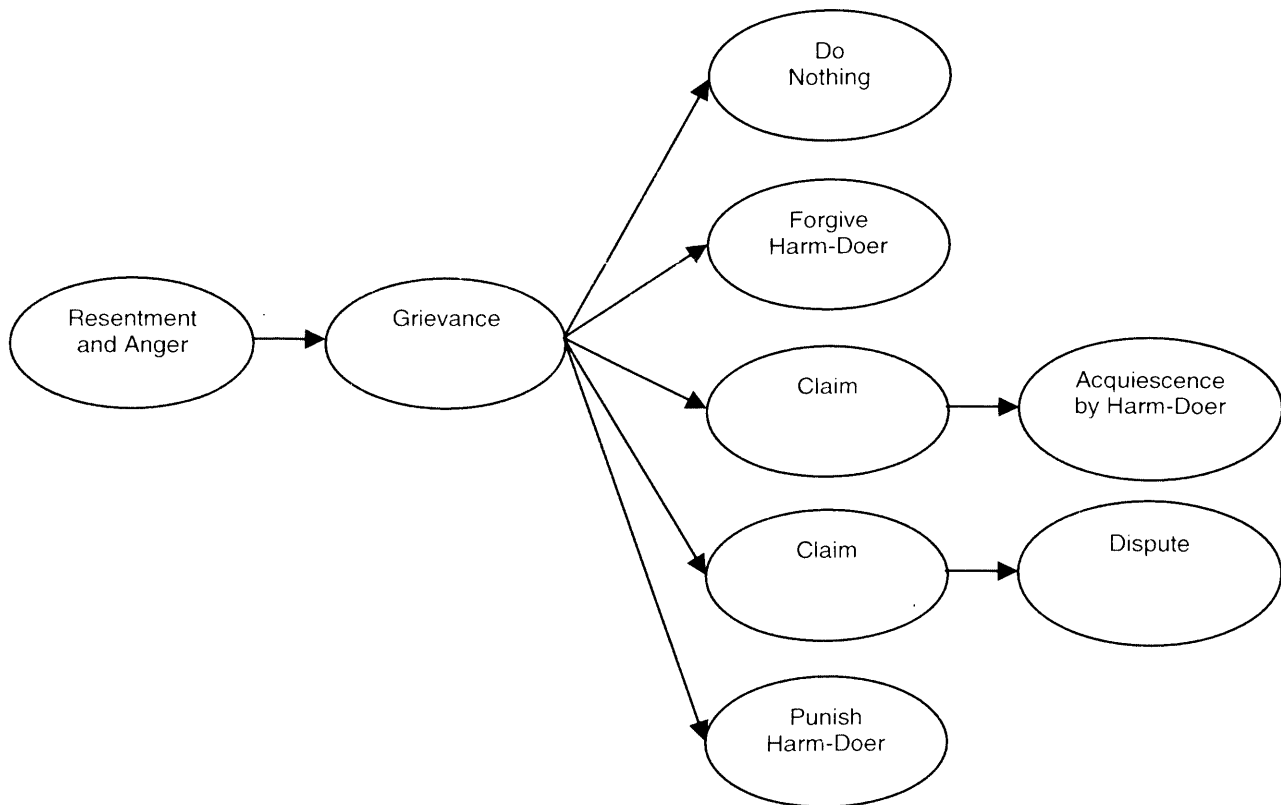 Do
Nothing
Forgive
Harm-Doer
Resentment
and Anger
Grievance
Claim
Acquiescence
by Harm-Doer
Claim
Dispute
Punish
Harm-Doer